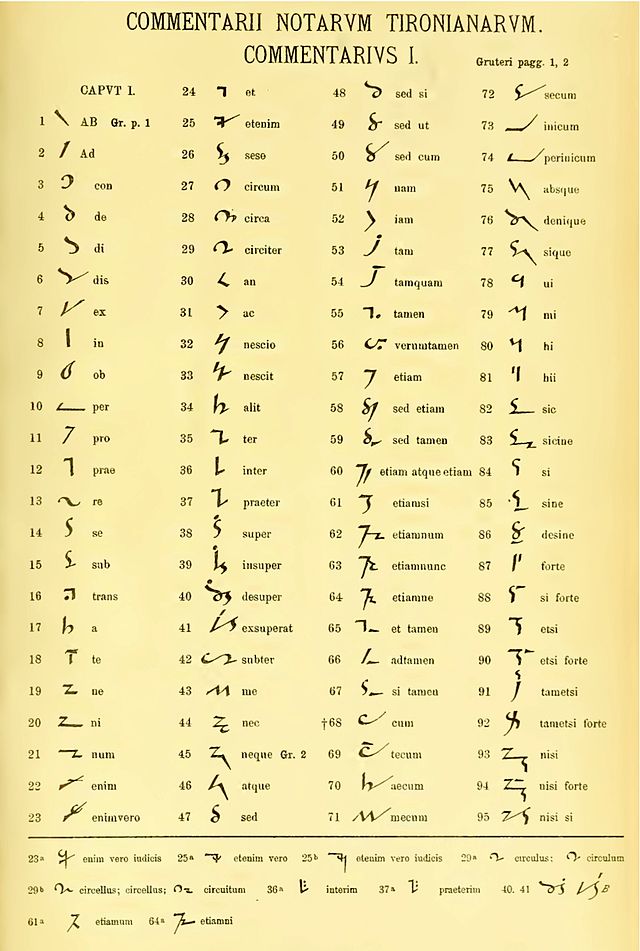 COMMENTARII NOTARVM TIRONIANARVM.
COMMENTARIVS I.
Gruteri pagg. 1, 2
CAPVT I.
1 AB Gr. p. 1
2 Ad
3 con
4 de
5 di
6 dis
7 ex
8 in
9 ob
10 per
11 pro
12 prae
13 re
14 se
15 sub
16 trans
17 a
18 te
19 ne
20 ni
21 num
22 enim
23 enimvero
24 et
25 etenim
26 sese
27 circum
28 circa
29 circiter
30 an
31 ac
32 nescio
33 nescit
34 alit
35 ter
36 inter
37 praeter
38 super
39 insuper
40 desuper
41 exsuperat
42 subter
43 me
44 nec
45 neque Gr. 2
46 atque
47 sed
48 sed si
49 sed ut
50 sed cum
51 nam
52 iam
53 tam
54 tamquam
55 tamen
56 verumtamen
57 etiam
58 sed etiam
59 sed tamen
60 etiam atque etiam
61 etiamsi
62 etiamnum
63 etiamnunc
64 etiamne
65 et tamen
66 adtamen
67 si tamen
†68 cum
69 tecum
70 aecum
71 mecum
72 secum
73 inicum
74 perinicum
75 absque
76 denique
77 sique
78 ui
79 mi
80 hi
81 hii
82 sic
83 sicine
84 si
85 sine
86 desine
87 forte
88 si forte
89 etsi
90 etsi forte
91 tametsi
92 tametsi forte
93 nisi
94 nisi forte
95 nisi si
23a enim vero iudicis 25a etenim vero 25b etenim vero iudicis 29a circulus; circulum
29b circellus; circellus; circuitum 36a interim 37a praeterim 40. 41
61a etiamum 64a etiamni